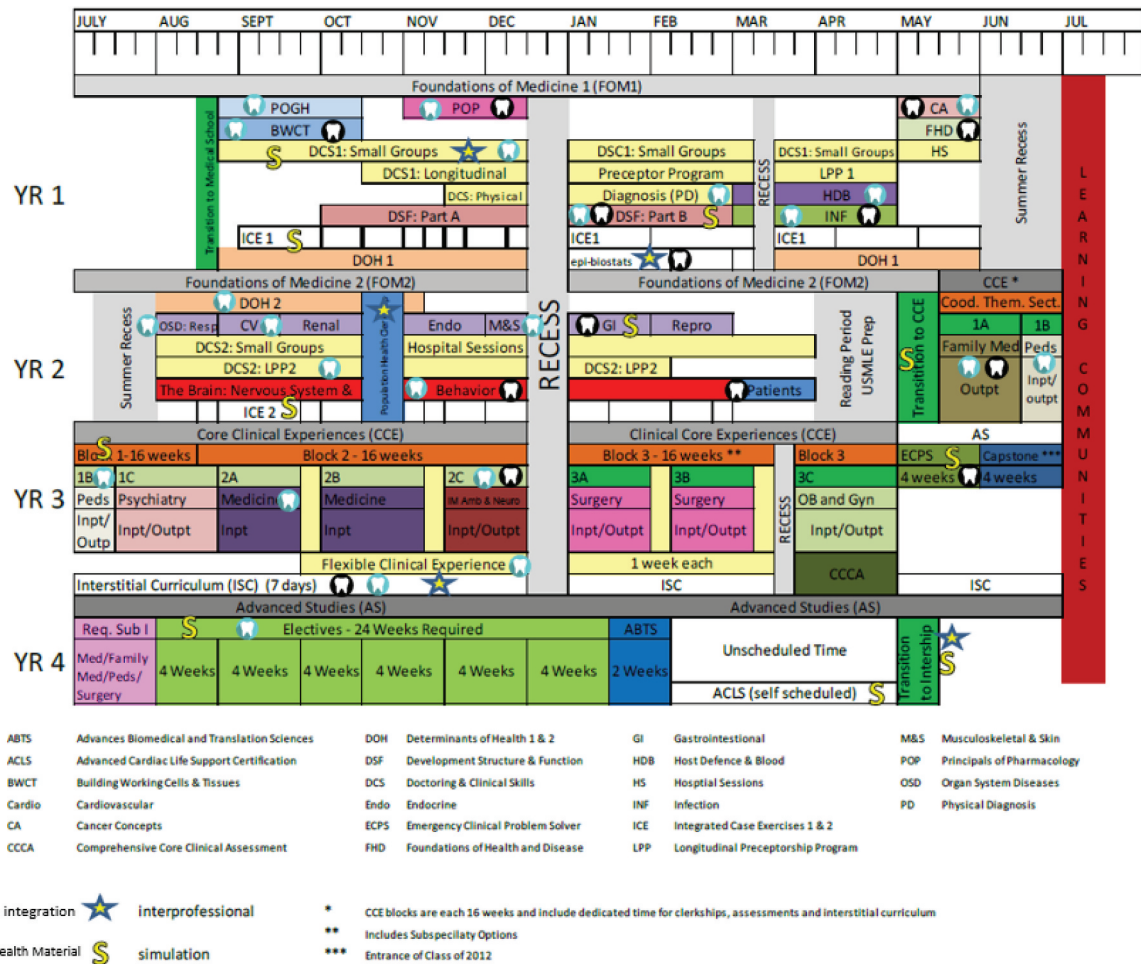 JULY AUG SEPT OCT NOV DEC JAN FEB MAR APR MAY JUN JUL
Foundations of Medicine 1 (FOM1)
Transition to Medical School
POGH POP CA
BWCT FHD
DCS1: Small Groups DSC1: Small Groups DCS1: Small Groups HS
DCS1: Longitudinal Preceptor Program LPP 1
DCS: Physical Diagnosis (PD) HDB
DSF: Part A DSF: Part B INF
ICE 1 ICE1 ICE1
DOH 1 epi-biostats DOH 1
YR 1
RECESS
Summer Recess
LEARNING COMMUNITIES
Foundations of Medicine 2 (FOM2) Foundations of Medicine 2 (FOM2) CCE *
DOH 2 Cood. Them. Sect.
OSD: Resp CV Renal Endo M&S GI Repro 1A 1B
DCS2: Small Groups Hospital Sessions Family Med Peds
DCS2: LPP2 DCS2: LPP2 Outpt Inpt/
outpt
The Brain: Nervous System & Behavior Patients
ICE 2
YR 2
Summer Recess
Population Health
RECESS
Reading Period
USMLE Prep
Transitition to CCE
Core Clinical Experiences (CCE) Clinical Core Experiences (CCE) AS
Block 1-16 weeks Block 2 - 16 weeks Block 3 - 16 weeks ** Block 3 ECPS Capstone ***
1B 1C 2A 2B 2C 3A 3B 3C 4 weeks 4 weeks
Peds Psychiatry Medicine Medicine IM Amb & Neuro Surgery Surgery OB and Gyn
Inpt/
Outp Inpt/Outpt Inpt Inpt Inpt/Outpt Inpt/Outpt Inpt/Outpt Inpt/Outpt
YR 3
RECESS
Flexible Clinical Experience 1 week each CCCA
Interstitial Curriculum (ISC) (7 days) ISC ISC
Advanced Studies (AS) Advanced Studies (AS)
Req. Sub I Electives - 24 Weeks Required ABTS
Med/Family
Med/Peds/
Surgery
4 Weeks 4 Weeks 4 Weeks 4 Weeks 4 Weeks 4 Weeks 2 Weeks
Unscheduled Time
ACLS (self scheduled)
Transition
to Intership
YR 4
ABTS Advances Biomedical and Translation Sciences DOH Determinants of Health 1 & 2 GI Gastrointestional M&S Musculoskeletal & Skin
ACLS Advanced Cardiac Life Support Certification DSF Development Structure & Function HDB Host Defence & Blood POP Principals of Pharmacology
BWCT Building Working Cells & Tissues DCS Doctoring & Clinical Skills HS Hosptial Sessions OSD Organ System Diseases
Cardio Cardiovascular Endo Endocrine INF Infection PD Physical Diagnosis
CA Cancer Concepts ECPS Emergency Clinical Problem Solver ICE Integrated Case Exercises 1 & 2
CCCA Comprehensive Core Clinical Assessment FHD Foundations of Health and Disease LPP Longitudinal Preceptorship Program
integration interprofessional * CCE blocks are each 16 weeks and include dedicated time for clerkships, assessments and interstitial curriculum
** Includes Subspecilaty Options
ealth Material S simulation *** Entrance of Class of 2012